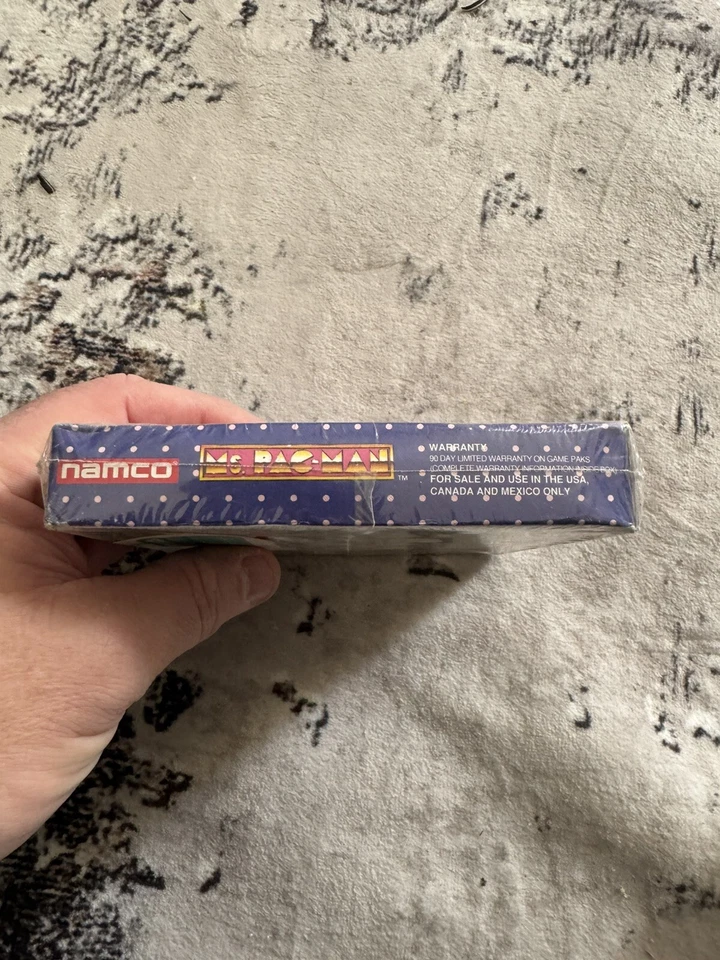 namco
Ms. PAC-MAN
™
WARRANTY
90 DAY LIMITED WARRANTY ON GAME PAKS
(COMPLETE WARRANTY INFORMATION INSIDE BOX)
FOR SALE AND USE IN THE USA,
CANADA AND MEXICO ONLY